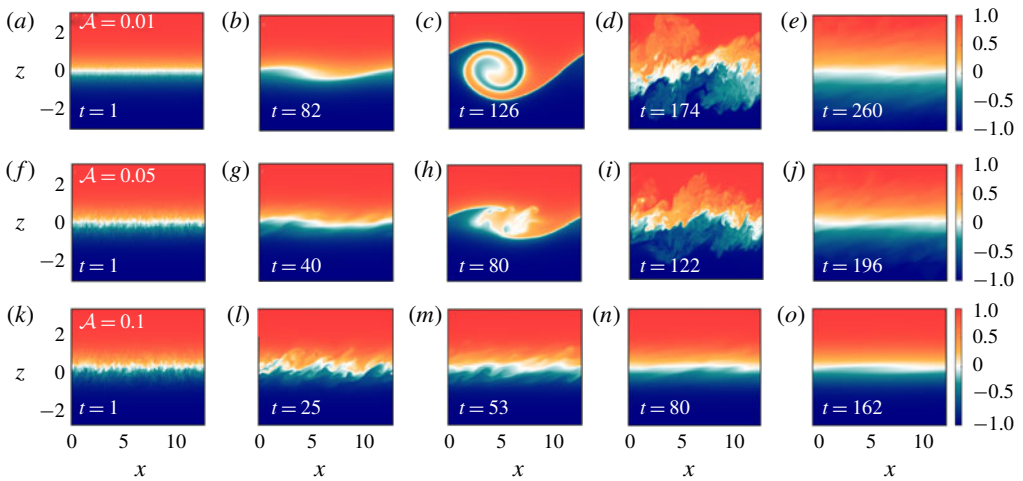 (a) (b) (c) (d) (e)
𝒜 = 0.01
2
z 0
−2
t = 1 t = 82 t = 126 t = 174 t = 260
1.0
0.5
0
−0.5
−1.0
(f) (g) (h) (i) (j)
𝒜 = 0.05
2
z 0
−2
t = 1 t = 40 t = 80 t = 122 t = 196
1.0
0.5
0
−0.5
−1.0
(k) (l) (m) (n) (o)
𝒜 = 0.1
2
z 0
−2
t = 1 t = 25 t = 53 t = 80 t = 162
1.0
0.5
0
−0.5
−1.0
0 5 10 0 5 10 0 5 10 0 5 10 0 5 10
x x x x x